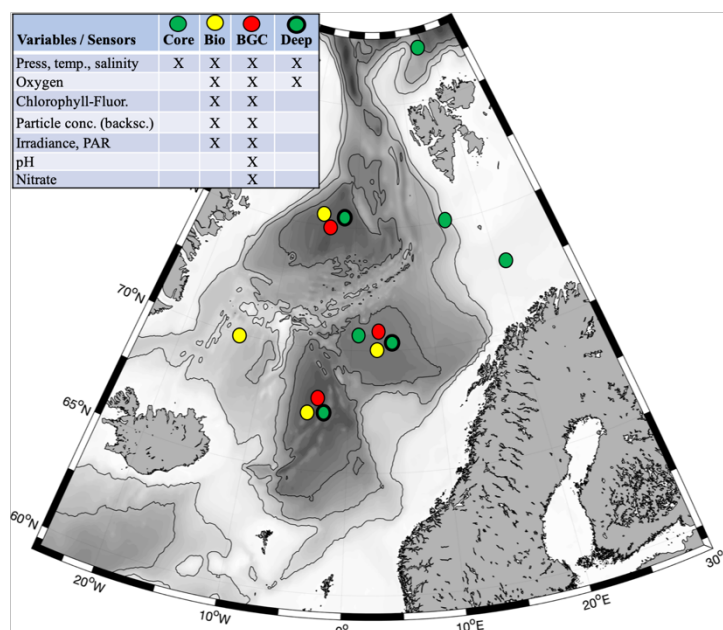 Variables / Sensors Core Bio BGC Deep
Press, temp., salinity X X X X
Oxygen X X X
Chlorophyll-Fluor. X X
Particle conc. (backsc.) X X
Irradiance, PAR X X
pH X
Nitrate X
70°N
65°N
60°N
20°W
10°W
0°
10°E
20°E
30°